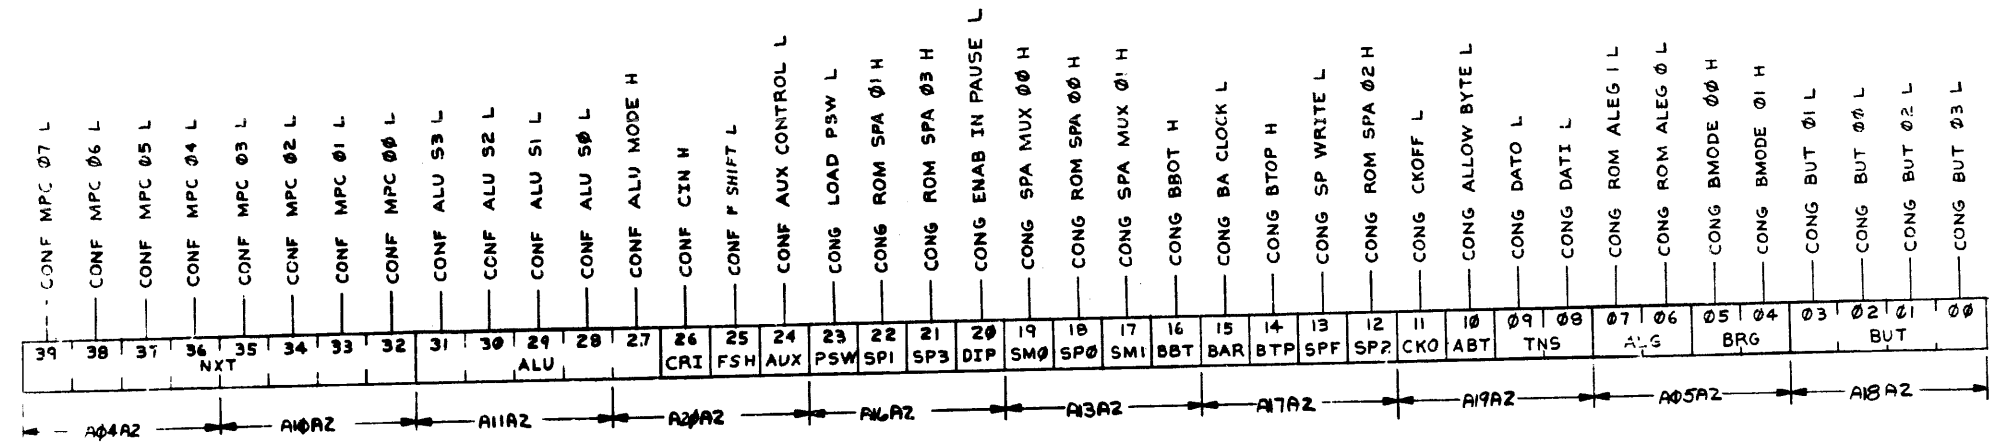 CONF MPC Ø7 L
CONF MPC Ø6 L
CONF MPC Ø5 L
CONF MPC Ø4 L
CONF MPC Ø3 L
CONF MPC Ø2 L
CONF MPC Ø1 L
CONF MPC ØØ L
CONF ALU S3 L
CONF ALU S2 L
CONF ALU S1 L
CONF ALU SØ L
CONF ALU MODE H
CONF CIN H
CONF F SHIFT L
CONF AUX CONTROL L
CONG LOAD PSW L
CONG ROM SPA Ø1 H
CONG ROM SPA Ø3 H
CONG ENAB IN PAUSE L
CONG SPA MUX ØØ H
CONG ROM SPA ØØ H
CONG SPA MUX Ø1 H
CONG BBOT H
CONG BA CLOCK L
CONG BTOP H
CONG SP WRITE L
CONG ROM SPA Ø2 H
CONG CKOFF L
CONG ALLOW BYTE L
CONG DATO L
CONG DATI L
CONG ROM ALEG 1 L
CONG ROM ALEG Ø L
CONG BMODE ØØ H
CONG BMODE Ø1 H
CONG BUT Ø1 L
CONG BUT ØØ L
CONG BUT Ø2 L
CONG BUT Ø3 L
39 38 37 36 35 34 33 32 31 3Ø 29 28 27 26 25 24 23 22 21 2Ø 19 18 17 16 15 14 13 12 11 1Ø Ø9 Ø8 Ø7 Ø6 Ø5 Ø4 Ø3 Ø2 Ø1 ØØ
NXT ALU CRI FSH AUX PSW SP1 SP3 DIP SMØ SPØ SM1 BBT BAR BTP SPF SP2 CKO ABT TNS ALG BRG BUT
AØ4A2 A1ØA2 A11A2 A2ØA2 A16A2 A13A2 A17A2 A19A2 AØ5A2 A18A2